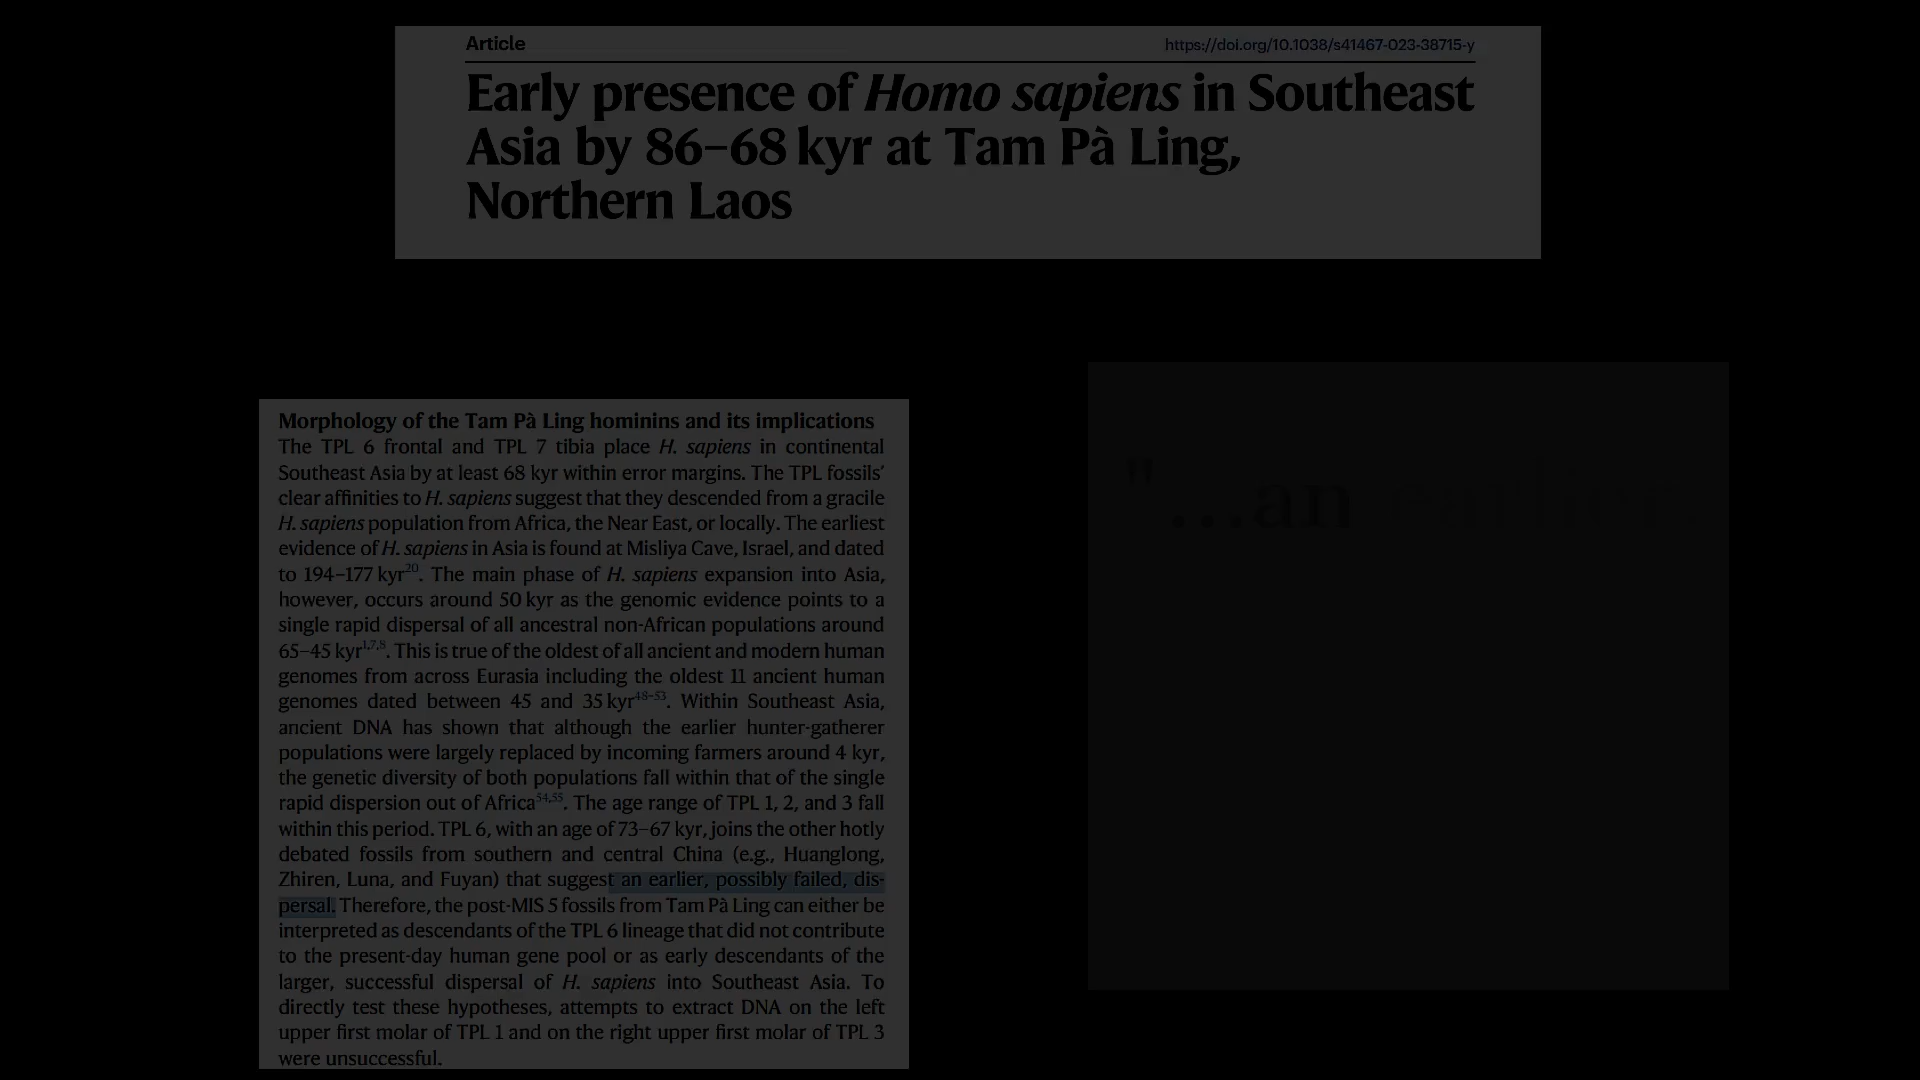 Article
https://doi.org/10.1038/s41467-023-38715-y
Early presence of Homo sapiens in Southeast
Asia by 86–68 kyr at Tam Pà Ling,
Northern Laos
Morphology of the Tam Pà Ling hominins and its implications
The TPL 6 frontal and TPL 7 tibia place H. sapiens in continental
Southeast Asia by at least 68 kyr within error margins. The TPL fossils'
clear affinities to H. sapiens suggest that they descended from a gracile
H. sapiens population from Africa, the Near East, or locally. The earliest
evidence of H. sapiens in Asia is found at Misliya Cave, Israel, and dated
to 194–177 kyr20. The main phase of H. sapiens expansion into Asia,
however, occurs around 50 kyr as the genomic evidence points to a
single rapid dispersal of all ancestral non-African populations around
65–45 kyr1,7,8. This is true of the oldest of all ancient and modern human
genomes from across Eurasia including the oldest 11 ancient human
genomes dated between 45 and 35 kyr48–53. Within Southeast Asia,
ancient DNA has shown that although the earlier hunter-gatherer
populations were largely replaced by incoming farmers around 4 kyr,
the genetic diversity of both populations fall within that of the single
rapid dispersion out of Africa54,55. The age range of TPL 1, 2, and 3 fall
within this period. TPL 6, with an age of 73–67 kyr, joins the other hotly
debated fossils from southern and central China (e.g., Huanglong,
Zhiren, Luna, and Fuyan) that suggest an earlier, possibly failed, dis-
persal. Therefore, the post-MIS 5 fossils from Tam Pà Ling can either be
interpreted as descendants of the TPL 6 lineage that did not contribute
to the present-day human gene pool or as early descendants of the
larger, successful dispersal of H. sapiens into Southeast Asia. To
directly test these hypotheses, attempts to extract DNA on the left
upper first molar of TPL 1 and on the right upper first molar of TPL 3
were unsuccessful.
"...an earlier,